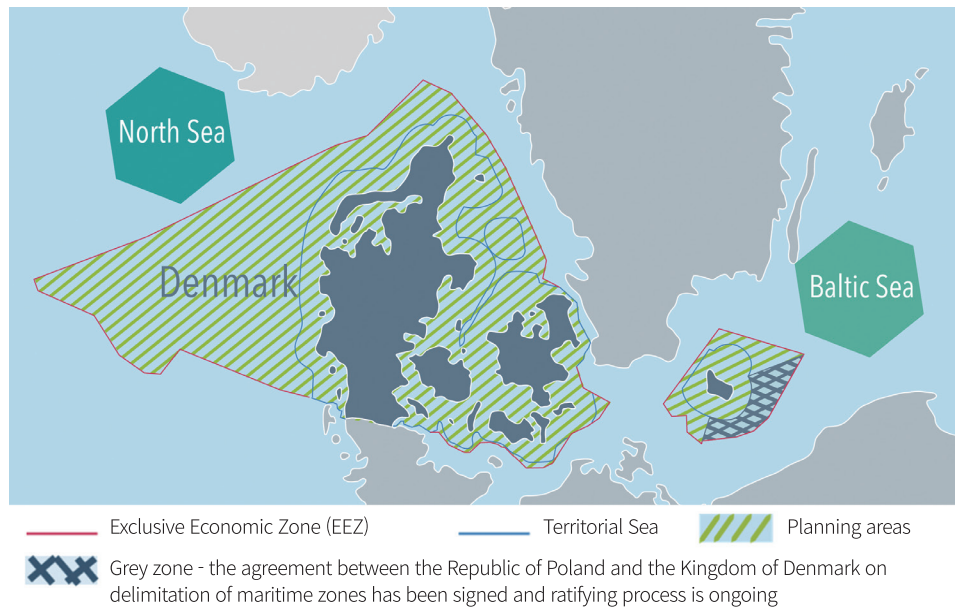 North Sea
Denmark
Baltic Sea
Exclusive Economic Zone (EEZ)
Territorial Sea
Planning areas
Grey zone - the agreement between the Republic of Poland and the Kingdom of Denmark on
delimitation of maritime zones has been signed and ratifying process is ongoing